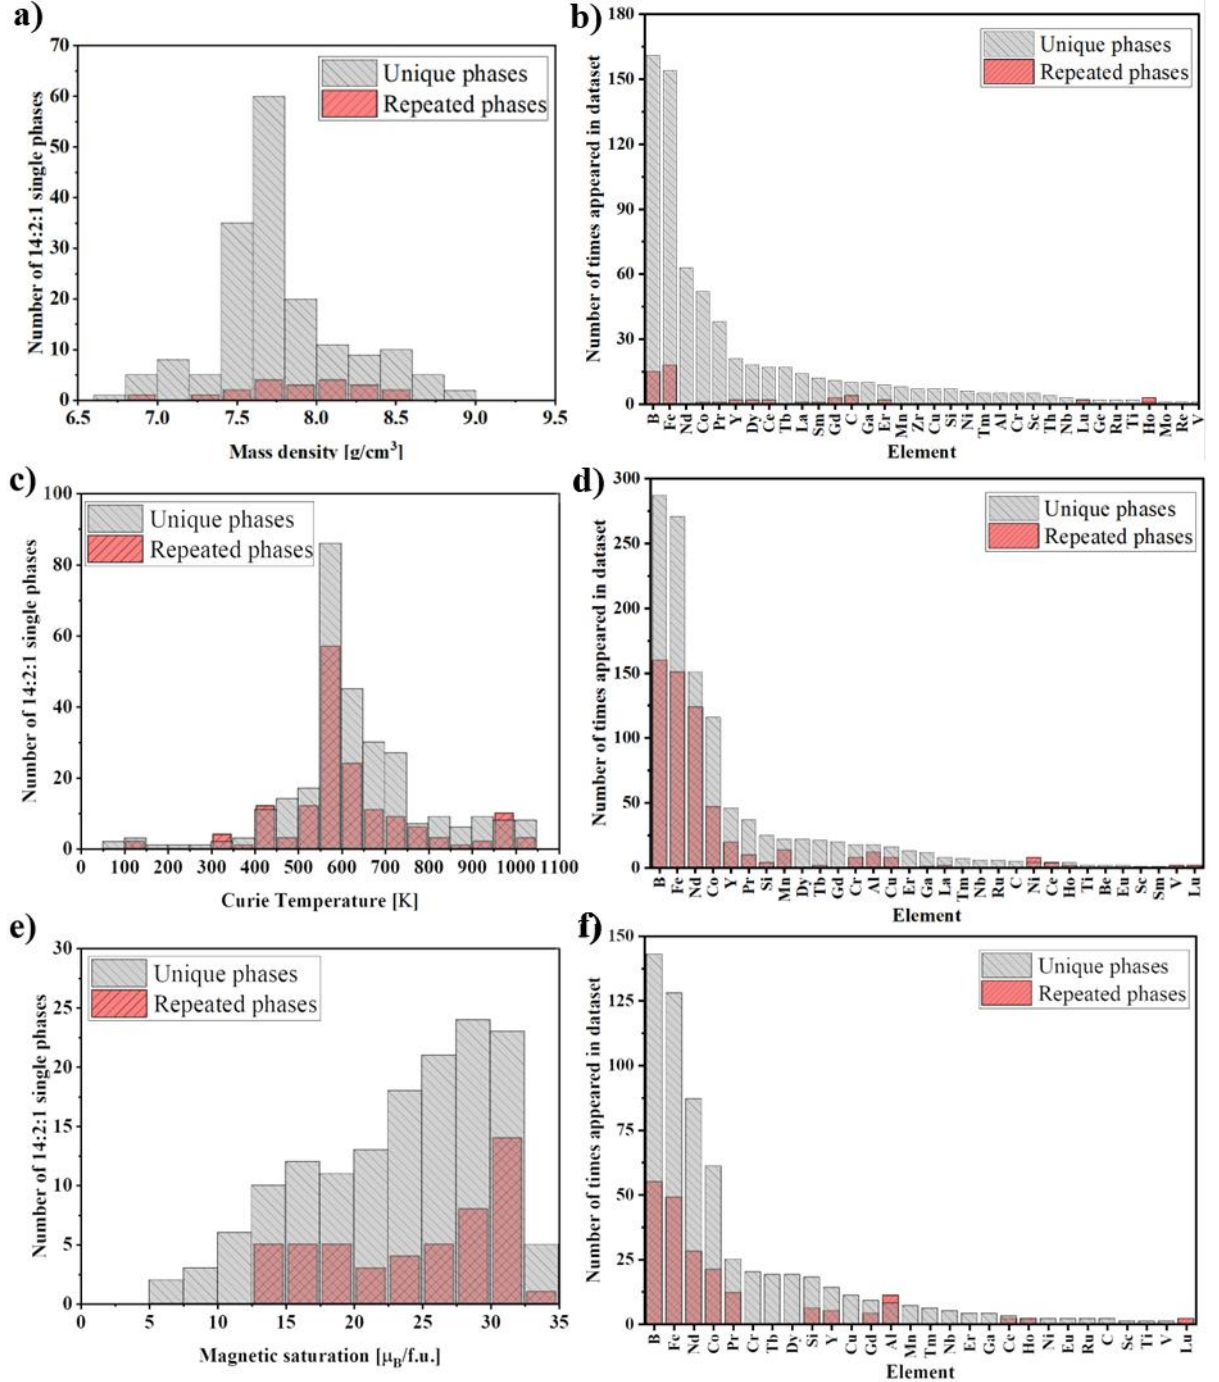 a)
70
60
50
40
30
20
10
0
Number of 14:2:1 single phases
Unique phases
Repeated phases
6.5 7.0 7.5 8.0 8.5 9.0 9.5
Mass density [g/cm³]
b)
180
150
120
90
60
30
0
Number of times appeared in dataset
Unique phases
Repeated phases
B Fe Nd Co Pr Y Dy Ce Tb La Sm Gd C Ga Er Mn Zr Cu Si Ni Tm Al Cr Sc Th Nb Lu Ge Ru Ti Ho Mo Re V
Element
c)
100
80
60
40
20
0
Number of 14:2:1 single phases
Unique phases
Repeated phases
0 100 200 300 400 500 600 700 800 900 1000 1100
Curie Temperature [K]
d)
300
250
200
150
100
50
0
Number of times appeared in dataset
Unique phases
Repeated phases
B Fe Nd Co Y Pr Si Mn Dy Tb Gd Cr Al Cu Er Ga La Tm Nb Ru C Ni Ce Ho Ti Be Eu Sc Sm V Lu
Element
e)
30
25
20
15
10
5
0
Number of 14:2:1 single phases
Unique phases
Repeated phases
0 5 10 15 20 25 30 35
Magnetic saturation [μB/f.u.]
f)
150
125
100
75
50
25
0
Number of times appeared in dataset
Unique phases
Repeated phases
B Fe Nd Co Pr Cr Tb Dy Si Y Cu Gd Al Mn Tm Nb Er Ga Ce Ho Ni Eu Ru C Sc Ti V Lu
Element